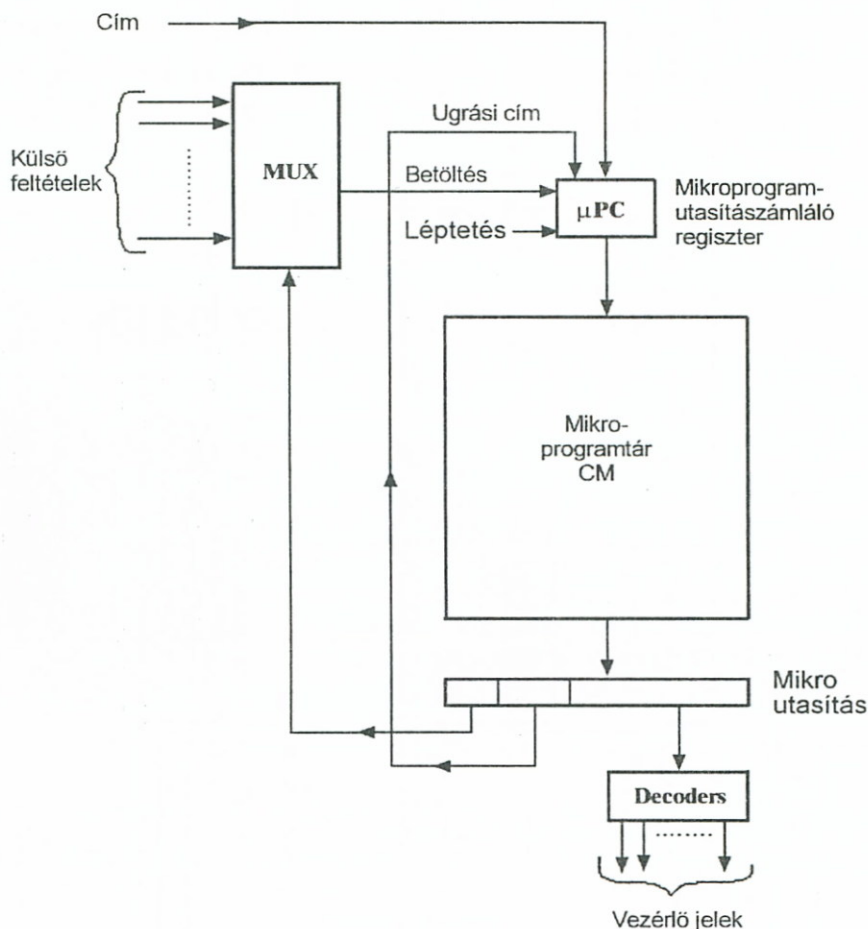 Cím
Ugrási cím
Külső
feltételek
MUX
Betöltés
μPC
Mikroprogram-
utasítászámláló
regiszter
Léptetés
Mikro-
programtár
CM
Mikro
utasítás
Decoders
Vezérlő jelek